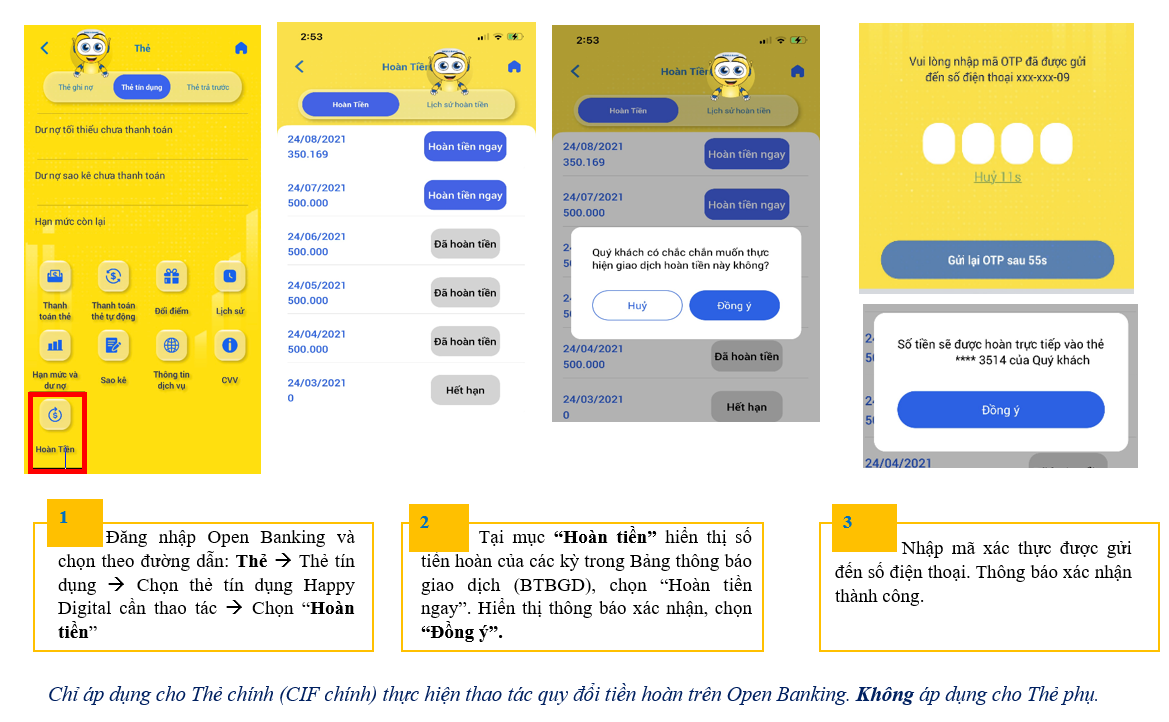 Thẻ
Thẻ ghi nợ
Thẻ tín dụng
Thẻ trả trước
Dư nợ tối thiểu chưa thanh toán
Dư nợ sao kê chưa thanh toán
Hạn mức còn lại
Thanh
toán thẻ
Thanh toán
thẻ tự động
Đổi điểm
Lịch sử
Hạn mức và
dư nợ
Sao kê
Thông tin
dịch vụ
CVV
Hoàn Tiền
2:53
Hoàn Tiền
Hoàn Tiền
Lịch sử hoàn tiền
24/08/2021
350.169
Hoàn tiền ngay
24/07/2021
500.000
Hoàn tiền ngay
24/06/2021
500.000
Đã hoàn tiền
24/05/2021
500.000
Đã hoàn tiền
24/04/2021
500.000
Đã hoàn tiền
24/03/2021
0
Hết hạn
2:53
Hoàn Tiền
Hoàn Tiền
Lịch sử hoàn tiền
24/08/2021
350.169
Hoàn tiền ngay
24/07/2021
500.000
Hoàn tiền ngay
Quý khách có chắc chắn muốn thực
hiện giao dịch hoàn tiền này không?
Huỷ
Đồng ý
24/04/2021
500.000
Đã hoàn tiền
24/03/2021
0
Hết hạn
Vui lòng nhập mã OTP đã được gửi
đến số điện thoại xxx-xxx-09
Huỷ 11s
Gửi lại OTP sau 55s
Số tiền sẽ được hoàn trực tiếp vào thẻ
**** 3514 của Quý khách
Đồng ý
24/04/2021
1
Đăng nhập Open Banking và
chọn theo đường dẫn: Thẻ → Thẻ tín
dụng → Chọn thẻ tín dụng Happy
Digital cần thao tác → Chọn “Hoàn
tiền”
2
Tại mục “Hoàn tiền” hiển thị số
tiền hoàn của các kỳ trong Bảng thông báo
giao dịch (BTBGD), chọn “Hoàn tiền
ngay”. Hiển thị thông báo xác nhận, chọn
“Đồng ý”.
3
Nhập mã xác thực được gửi
đến số điện thoại. Thông báo xác nhận
thành công.
Chỉ áp dụng cho Thẻ chính (CIF chính) thực hiện thao tác quy đổi tiền hoàn trên Open Banking. Không áp dụng cho Thẻ phụ.